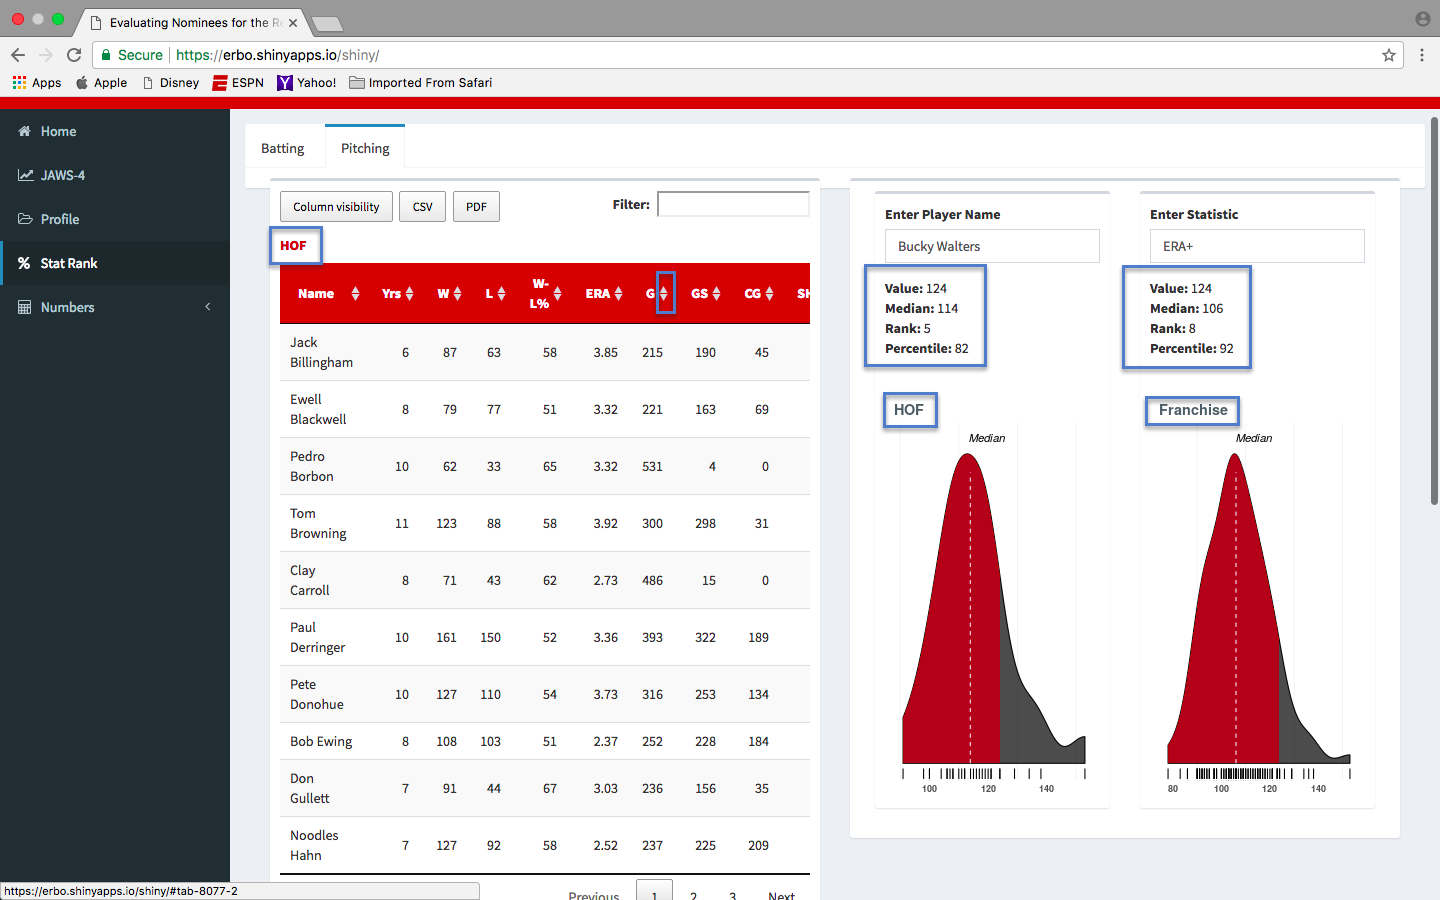 Evaluating Nominees for the Re
Secure https://erbo.shinyapps.io/shiny/
Apps Apple Disney ESPN Yahoo! Imported From Safari
Home
JAWS-4
Profile
Stat Rank
Numbers
Batting Pitching
Column visibility CSV PDF Filter:
HOF
Name Yrs W L W-L% ERA G GS CG SH
Jack Billingham 6 87 63 58 3.85 215 190 45
Ewell Blackwell 8 79 77 51 3.32 221 163 69
Pedro Borbon 10 62 33 65 3.32 531 4 0
Tom Browning 11 123 88 58 3.92 300 298 31
Clay Carroll 8 71 43 62 2.73 486 15 0
Paul Derringer 10 161 150 52 3.36 393 322 189
Pete Donohue 10 127 110 54 3.73 316 253 134
Bob Ewing 8 108 103 51 2.37 252 228 184
Don Gullett 7 91 44 67 3.03 236 156 35
Noodles Hahn 7 127 92 58 2.52 237 225 209
Previous 1 2 3 Next
Enter Player Name
Bucky Walters
Value: 124
Median: 114
Rank: 5
Percentile: 82
HOF
Median
100 120 140
Enter Statistic
ERA+
Value: 124
Median: 106
Rank: 8
Percentile: 92
Franchise
Median
80 100 120 140
https://erbo.shinyapps.io/shiny/#tab-8077-2